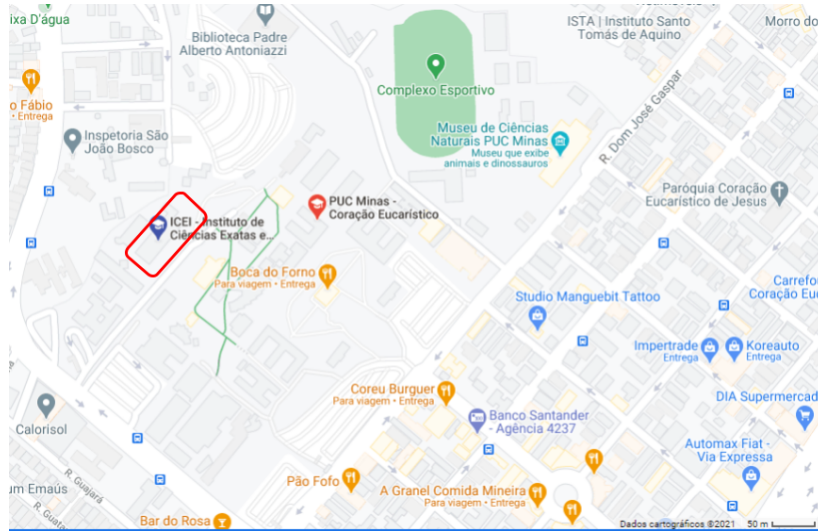 ixa D'água
Biblioteca Padre
Alberto Antoniazzi
ISTA | Instituto Santo
Tomás de Aquino
Morro do
Complexo Esportivo
o Fábio
• Entrega
Inspetoria São
João Bosco
Museu de Ciências
Naturais PUC Minas
Museu que exibe
animais e dinossauros
R. Dom José Gaspar
Paróquia Coração
Eucarístico de Jesus
ICEI - Instituto de
Ciências Exatas e...
PUC Minas -
Coração Eucarístico
Boca do Forno
Para viagem • Entrega
Studio Manguebit Tattoo
Carrefo
Coração Eu
Impertrade
Entrega
Koreauto
Entrega
Coreu Burguer
Para viagem • Entrega
DIA Supermercad
Calorisol
Banco Santander
- Agência 4237
Automax Fiat -
Via Expressa
R. Guajará
um Emaús
R. Guata
Pão Fofo
A Granel Comida Mineira
Bar do Rosa
Dados cartográficos ©2021 50 m